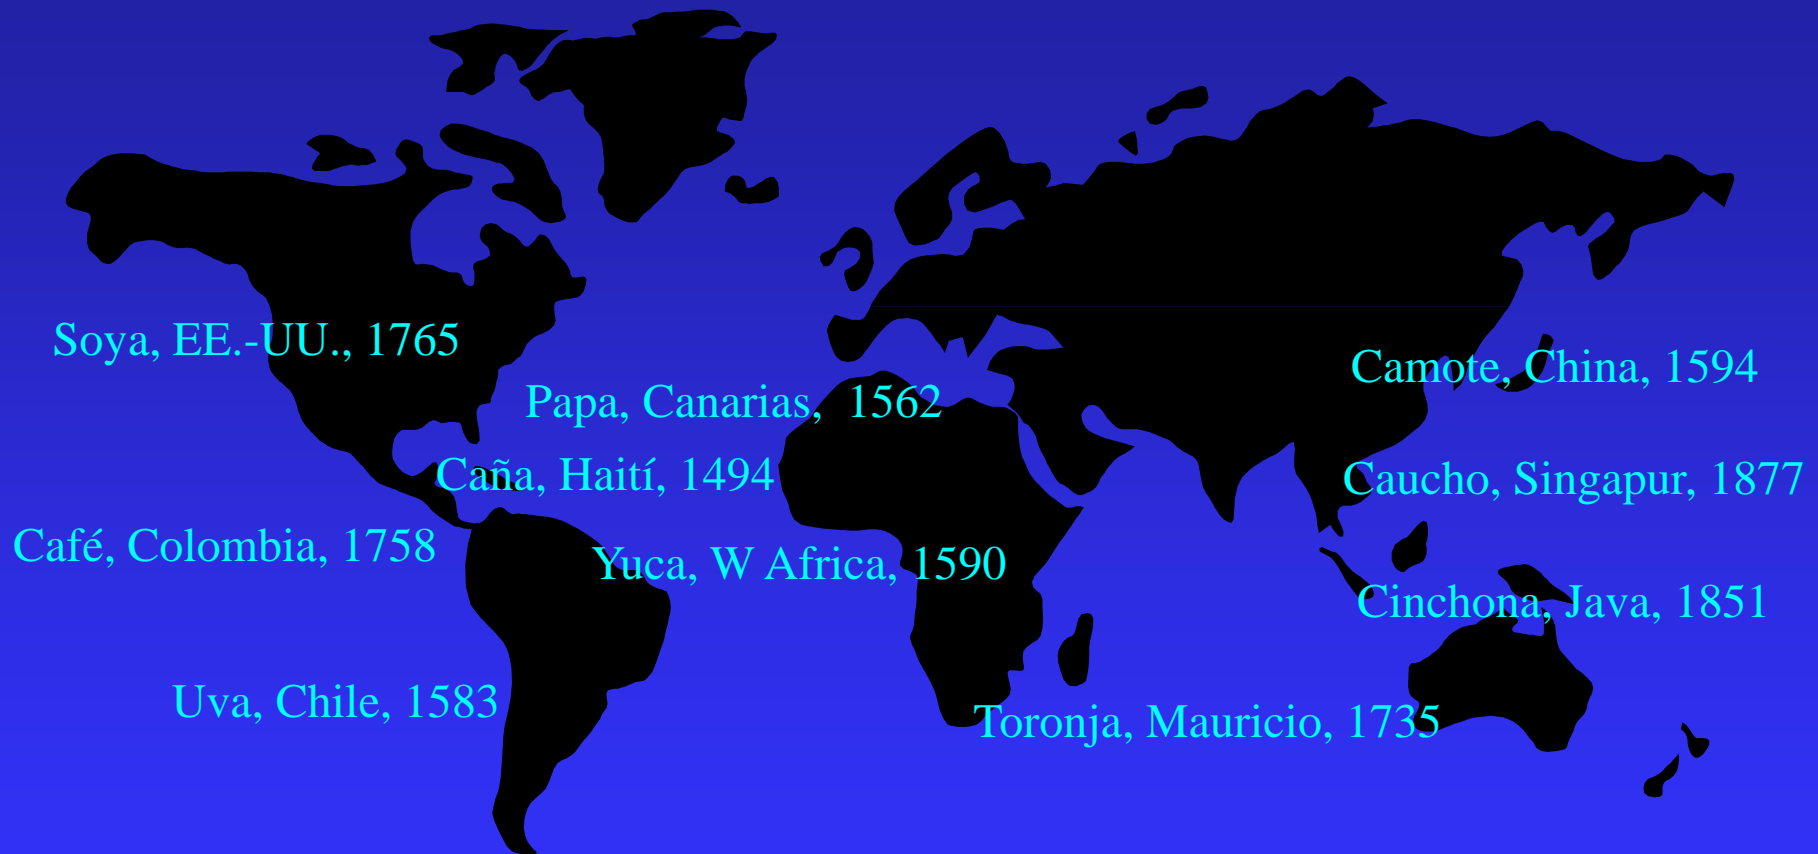 Soya, EE.-UU., 1765
Camote, China, 1594
Papa, Canarias, 1562
Caña, Haití, 1494
Caucho, Singapur, 1877
Café, Colombia, 1758
Yuca, W Africa, 1590
Cinchona, Java, 1851
Uva, Chile, 1583
Toronja, Mauricio, 1735